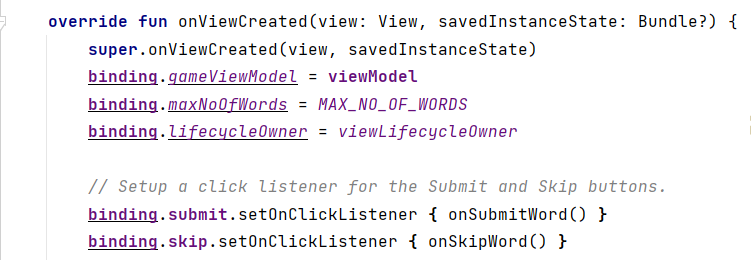 override fun onViewCreated(view: View, savedInstanceState: Bundle?) {
super.onViewCreated(view, savedInstanceState)
binding.gameViewModel = viewModel
binding.maxNoOfWords = MAX_NO_OF_WORDS
binding.lifecycleOwner = viewLifecycleOwner
// Setup a click listener for the Submit and Skip buttons.
binding.submit.setOnClickListener { onSubmitWord() }
binding.skip.setOnClickListener { onSkipWord() }